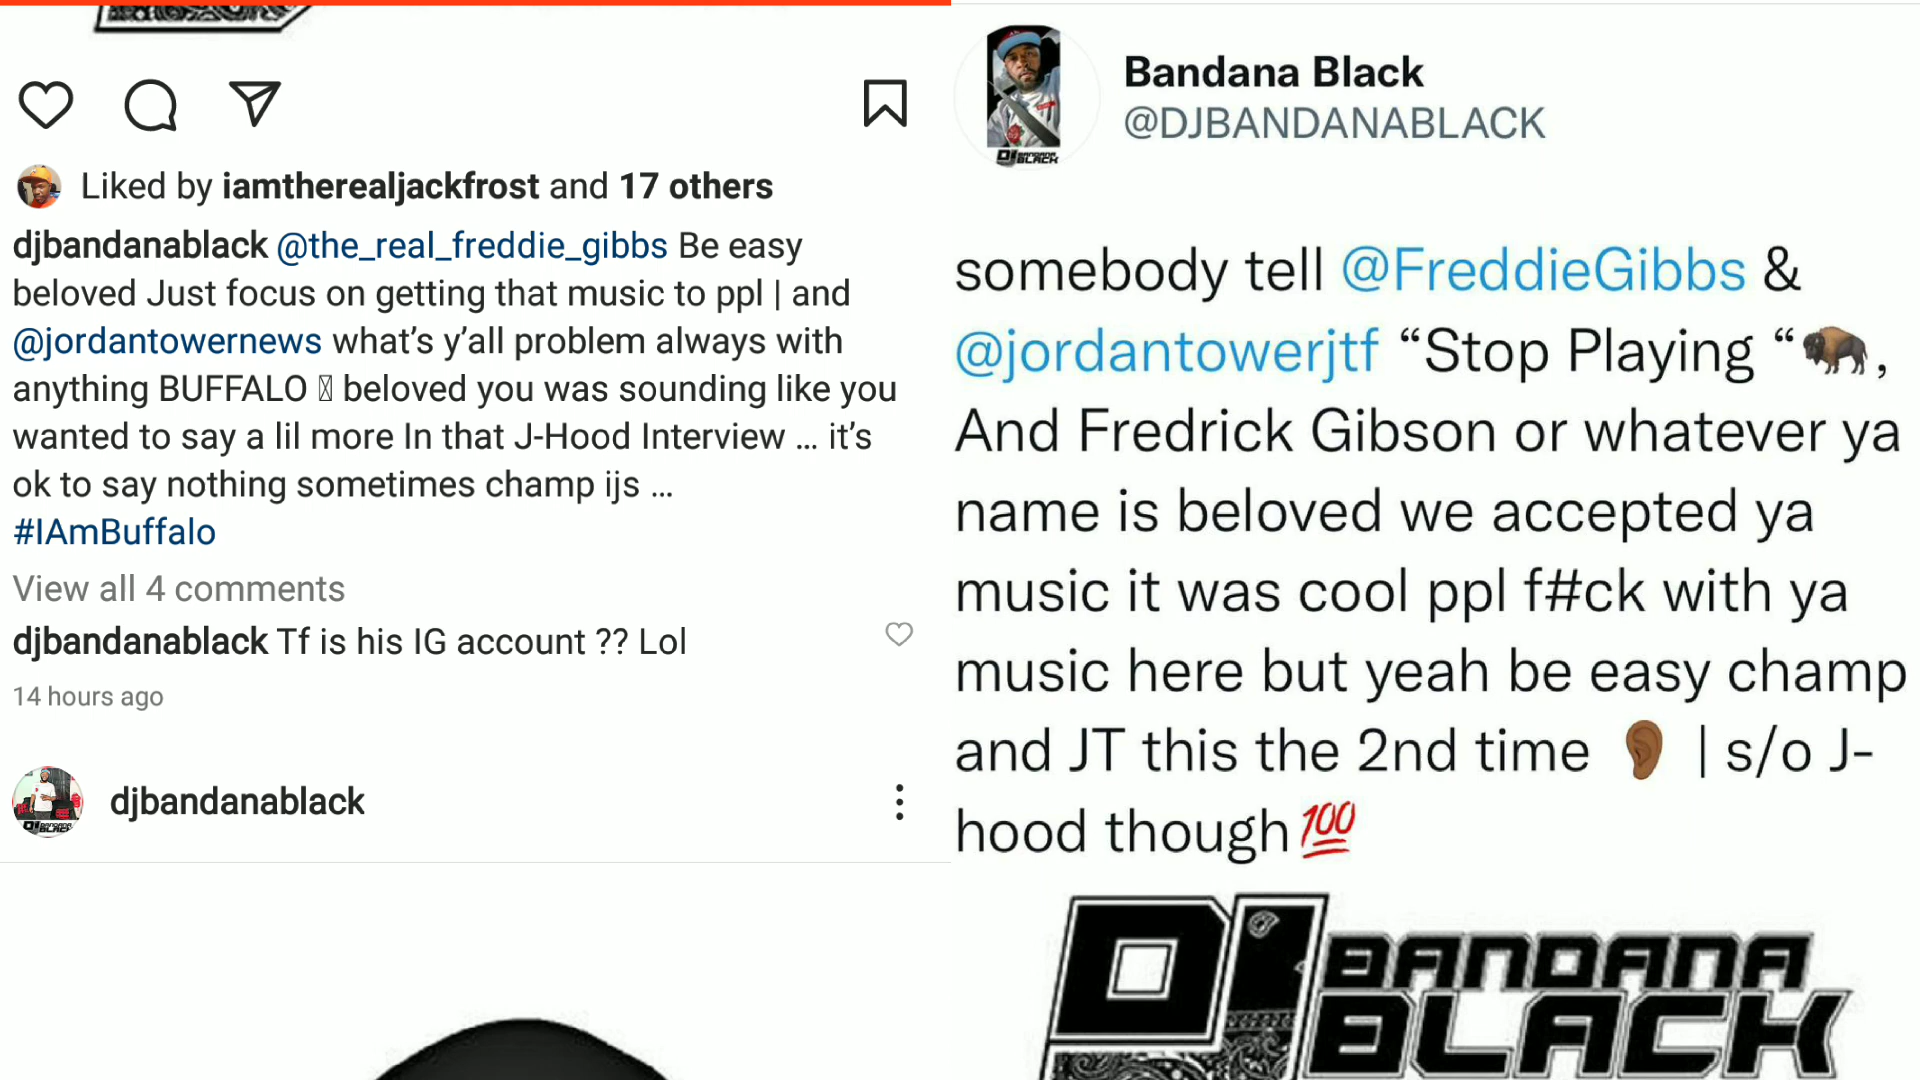 Liked by iamtherealjackfrost and 17 others
djbandanablack @the_real_freddie_gibbs Be easy
beloved Just focus on getting that music to ppl | and
@jordantowernews what's y'all problem always with
anything BUFFALO beloved you was sounding like you
wanted to say a lil more In that J-Hood Interview ... it's
ok to say nothing sometimes champ ijs ...
#IAmBuffalo
View all 4 comments
djbandanablack Tf is his IG account ?? Lol
14 hours ago
DJ BANDANA BLACK
djbandanablack
Bandana Black
@DJBANDANABLACK
DJ BANDANA BLACK
somebody tell @FreddieGibbs &
@jordantowerjtf “Stop Playing “🦬,
And Fredrick Gibson or whatever ya
name is beloved we accepted ya
music it was cool ppl f#ck with ya
music here but yeah be easy champ
and JT this the 2nd time 👂🏾 | s/o J-
hood though💯
DJ BANDANA
BLACK